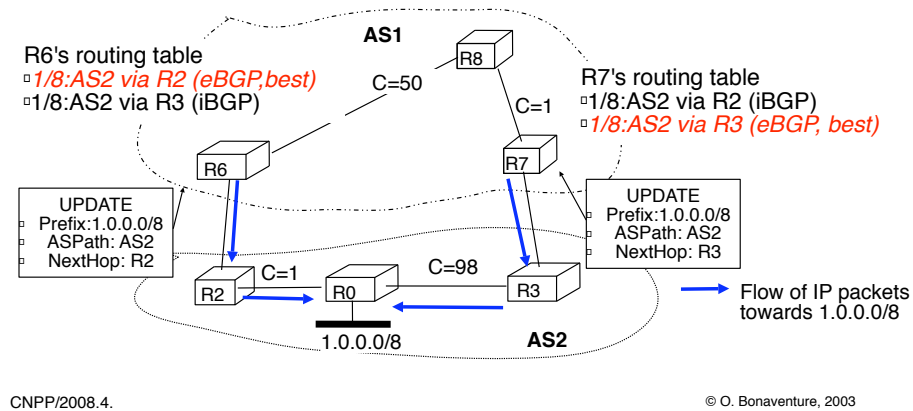 AS1
R6's routing table
1/8:AS2 via R2 (eBGP,best)
1/8:AS2 via R3 (iBGP)
R8
C=50
C=1
R7's routing table
1/8:AS2 via R2 (iBGP)
1/8:AS2 via R3 (eBGP, best)
R6
R7
UPDATE
Prefix:1.0.0.0/8
ASPath: AS2
NextHop: R2
UPDATE
Prefix:1.0.0.0/8
ASPath: AS2
NextHop: R3
R2
C=1
R0
C=98
R3
1.0.0.0/8
AS2
Flow of IP packets
towards 1.0.0.0/8
CNPP/2008.4.
© O. Bonaventure, 2003